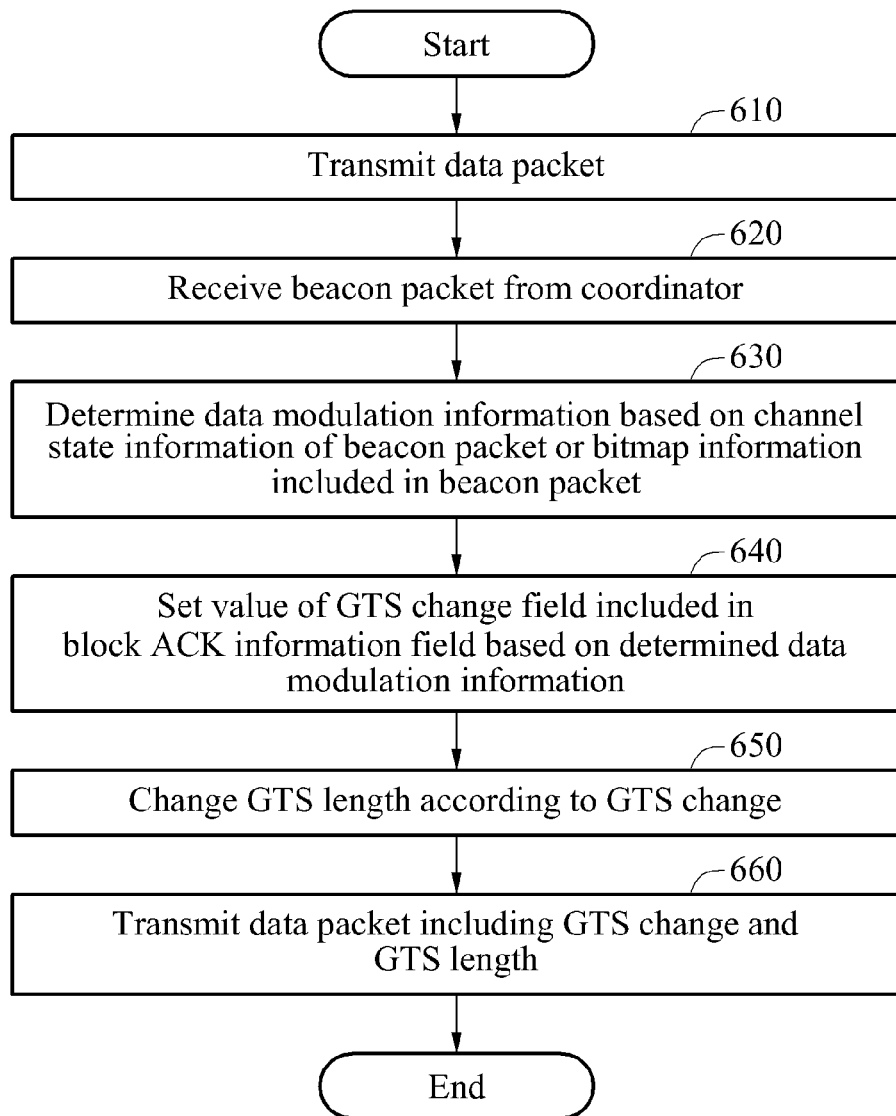 Start
610
Transmit data packet
620
Receive beacon packet from coordinator
630
Determine data modulation information based on channel
state information of beacon packet or bitmap information
included in beacon packet
640
Set value of GTS change field included in
block ACK information field based on determined data
modulation information
650
Change GTS length according to GTS change
660
Transmit data packet including GTS change and
GTS length
End